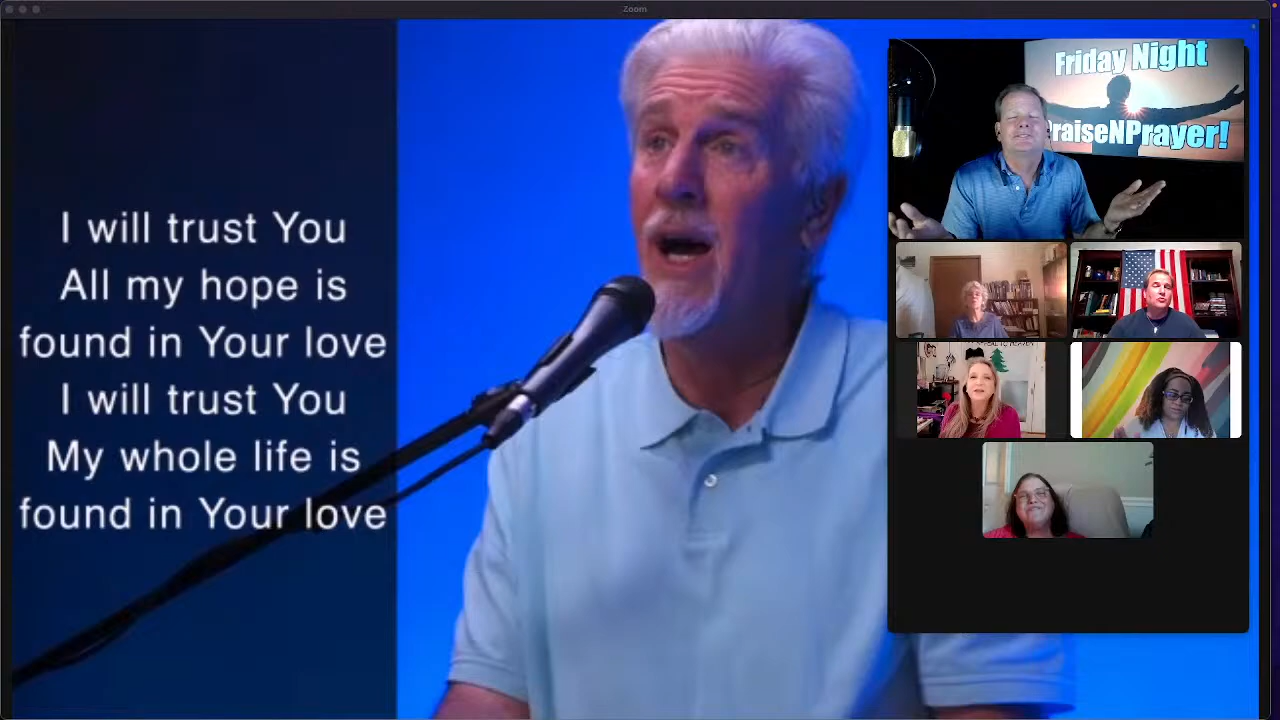 Zoom
I will trust You
All my hope is
found in Your love
I will trust You
My whole life is
found in Your love
Friday Night
raiseNPrayer!